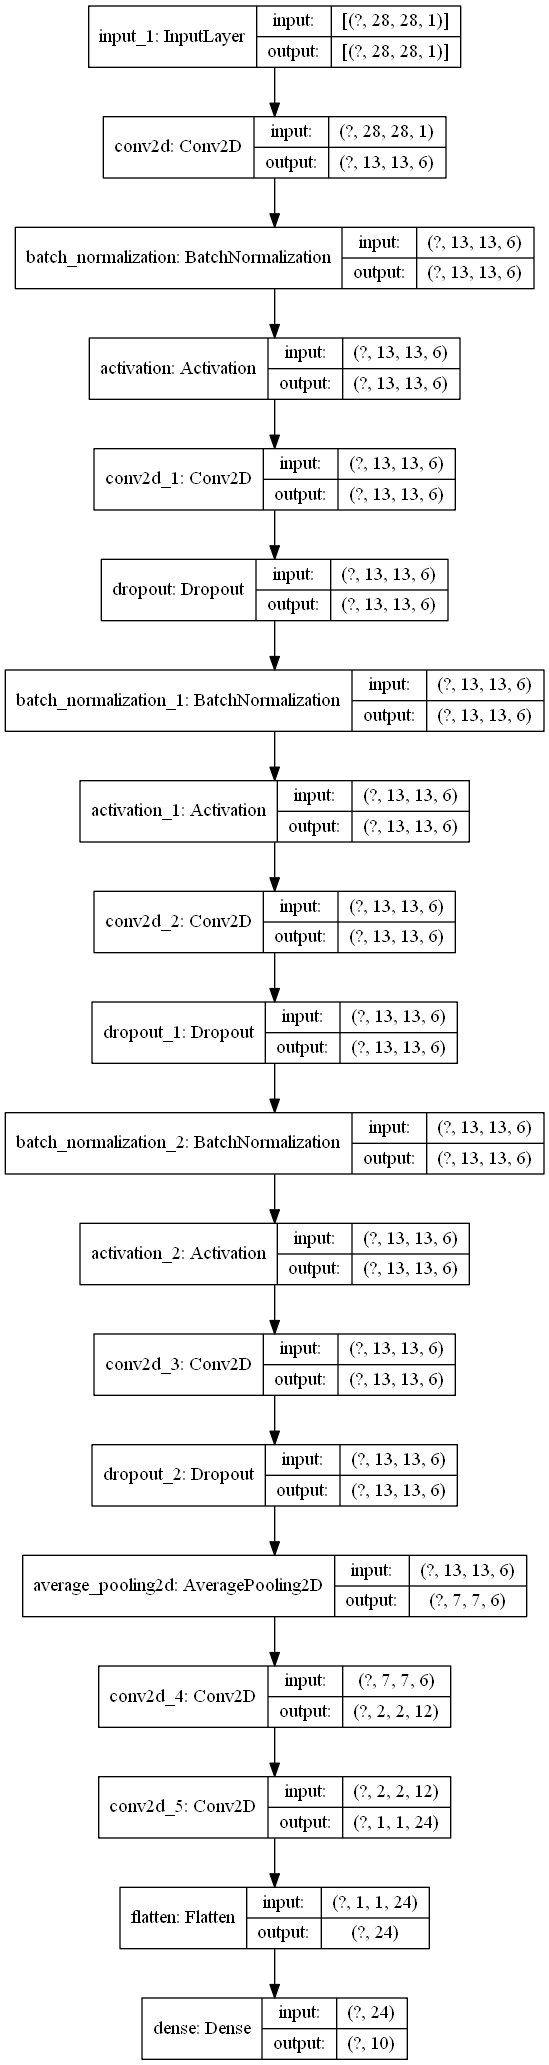 input_1: InputLayer
input:
[(?, 28, 28, 1)]
output:
[(?, 28, 28, 1)]
conv2d: Conv2D
input:
(?, 28, 28, 1)
output:
(?, 13, 13, 6)
batch_normalization: BatchNormalization
input:
(?, 13, 13, 6)
output:
(?, 13, 13, 6)
activation: Activation
input:
(?, 13, 13, 6)
output:
(?, 13, 13, 6)
conv2d_1: Conv2D
input:
(?, 13, 13, 6)
output:
(?, 13, 13, 6)
dropout: Dropout
input:
(?, 13, 13, 6)
output:
(?, 13, 13, 6)
batch_normalization_1: BatchNormalization
input:
(?, 13, 13, 6)
output:
(?, 13, 13, 6)
activation_1: Activation
input:
(?, 13, 13, 6)
output:
(?, 13, 13, 6)
conv2d_2: Conv2D
input:
(?, 13, 13, 6)
output:
(?, 13, 13, 6)
dropout_1: Dropout
input:
(?, 13, 13, 6)
output:
(?, 13, 13, 6)
batch_normalization_2: BatchNormalization
input:
(?, 13, 13, 6)
output:
(?, 13, 13, 6)
activation_2: Activation
input:
(?, 13, 13, 6)
output:
(?, 13, 13, 6)
conv2d_3: Conv2D
input:
(?, 13, 13, 6)
output:
(?, 13, 13, 6)
dropout_2: Dropout
input:
(?, 13, 13, 6)
output:
(?, 13, 13, 6)
average_pooling2d: AveragePooling2D
input:
(?, 13, 13, 6)
output:
(?, 7, 7, 6)
conv2d_4: Conv2D
input:
(?, 7, 7, 6)
output:
(?, 2, 2, 12)
conv2d_5: Conv2D
input:
(?, 2, 2, 12)
output:
(?, 1, 1, 24)
flatten: Flatten
input:
(?, 1, 1, 24)
output:
(?, 24)
dense: Dense
input:
(?, 24)
output:
(?, 10)